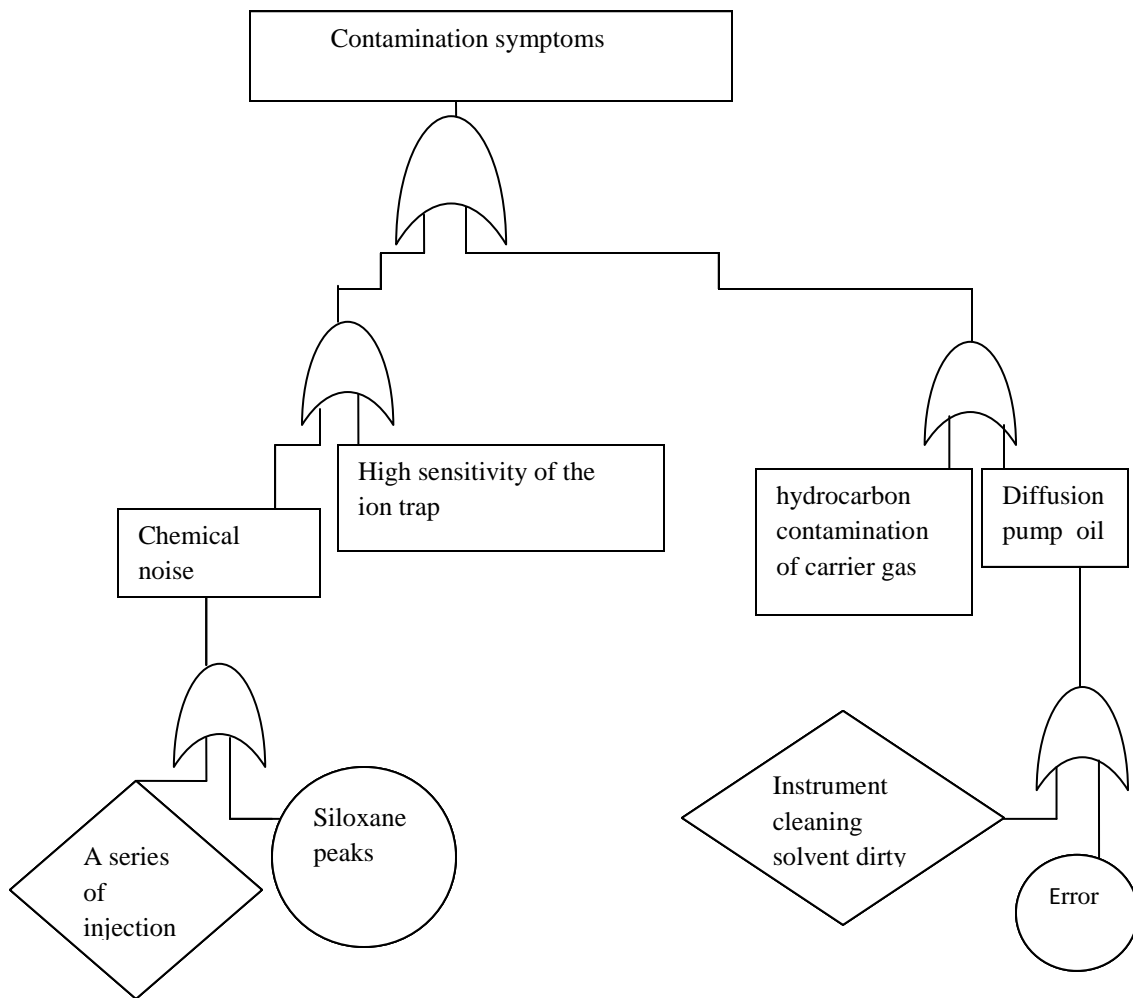 Contamination symptoms
High sensitivity of the
ion trap
Chemical
noise
hydrocarbon
contamination
of carrier gas
Diffusion
pump oil
A series
of
injection
Siloxane
peaks
Instrument
cleaning
solvent dirty
Error